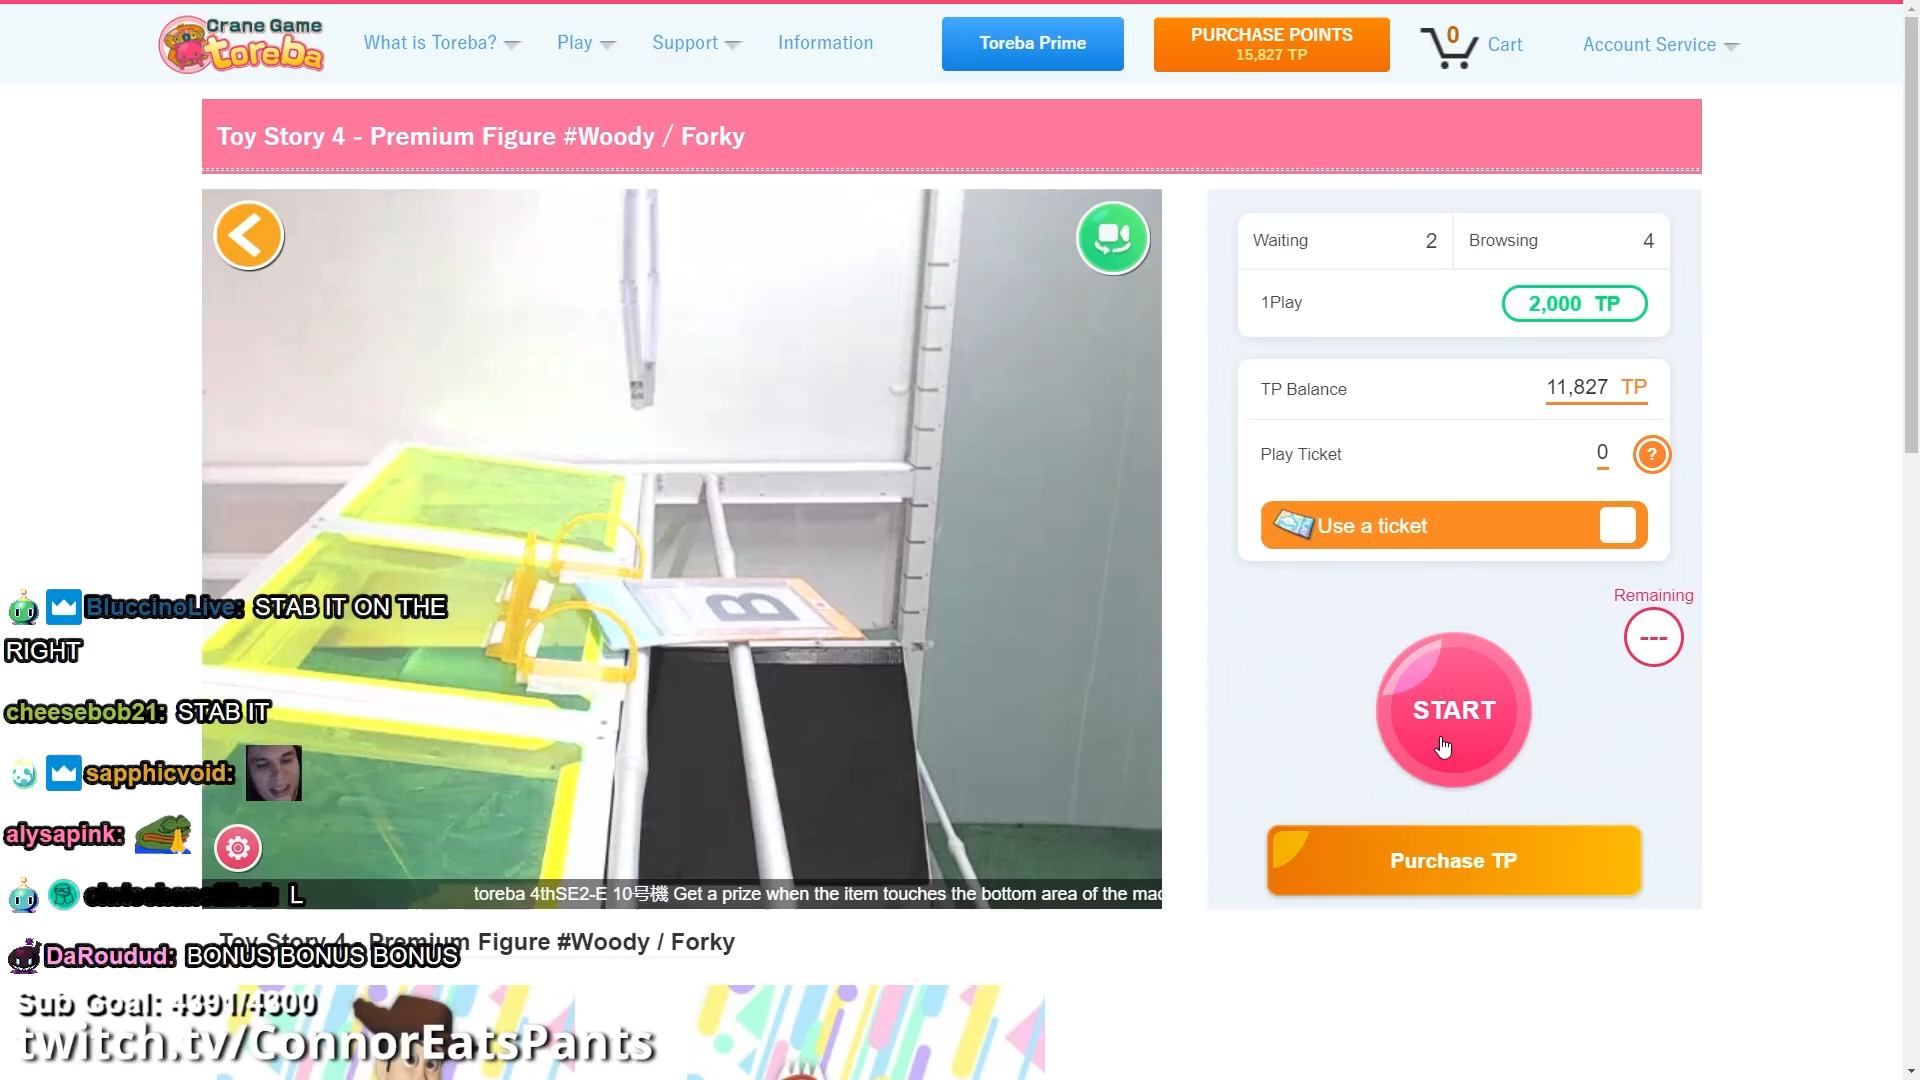 Crane Game
toreba
What is Toreba?
Play
Support
Information
Toreba Prime
PURCHASE POINTS
15,827 TP
0
Cart
Account Service
Toy Story 4 - Premium Figure #Woody / Forky
Waiting 2
Browsing 4
1Play
2,000 TP
TP Balance
11,827 TP
Play Ticket
0
?
Use a ticket
Remaining
---
START
Purchase TP
B
BluccinoLive: STAB IT ON THE
RIGHT
cheesebob21: STAB IT
sapphicvoid:
alysapink:
L
DaRoudud: BONUS BONUS BONUS
toreba 4thSE2-E 10号機 Get a prize when the item touches the bottom area of the mac
Toy Story 4 - Premium Figure #Woody / Forky
Sub Goal: 4391/4300
twitch.tv/ConnorEatsPants